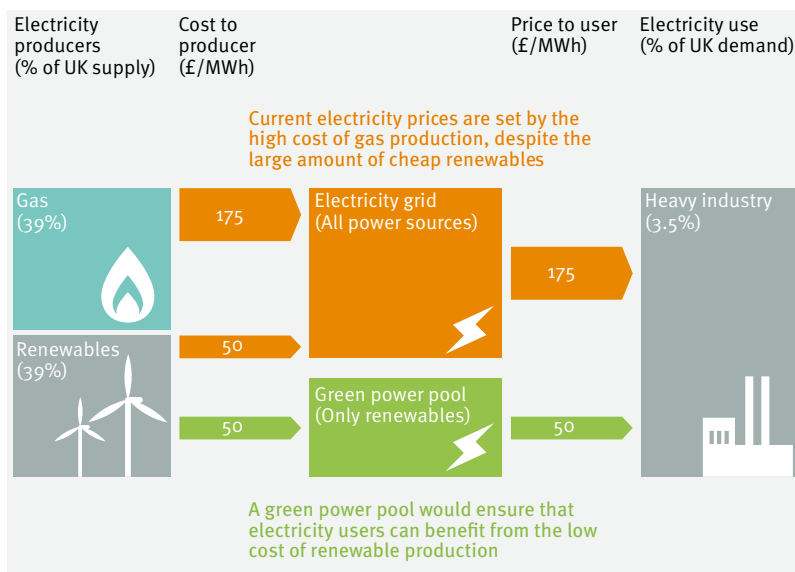 Electricity
producers
(% of UK supply)
Cost to
producer
(£/MWh)
Price to user
(£/MWh)
Electricity use
(% of UK demand)
Current electricity prices are set by the
high cost of gas production, despite the
large amount of cheap renewables
Gas
(39%)
175
Electricity grid
(All power sources)
175
Heavy industry
(3.5%)
Renewables
(39%)
50
50
Green power pool
(Only renewables)
50
A green power pool would ensure that
electricity users can benefit from the low
cost of renewable production